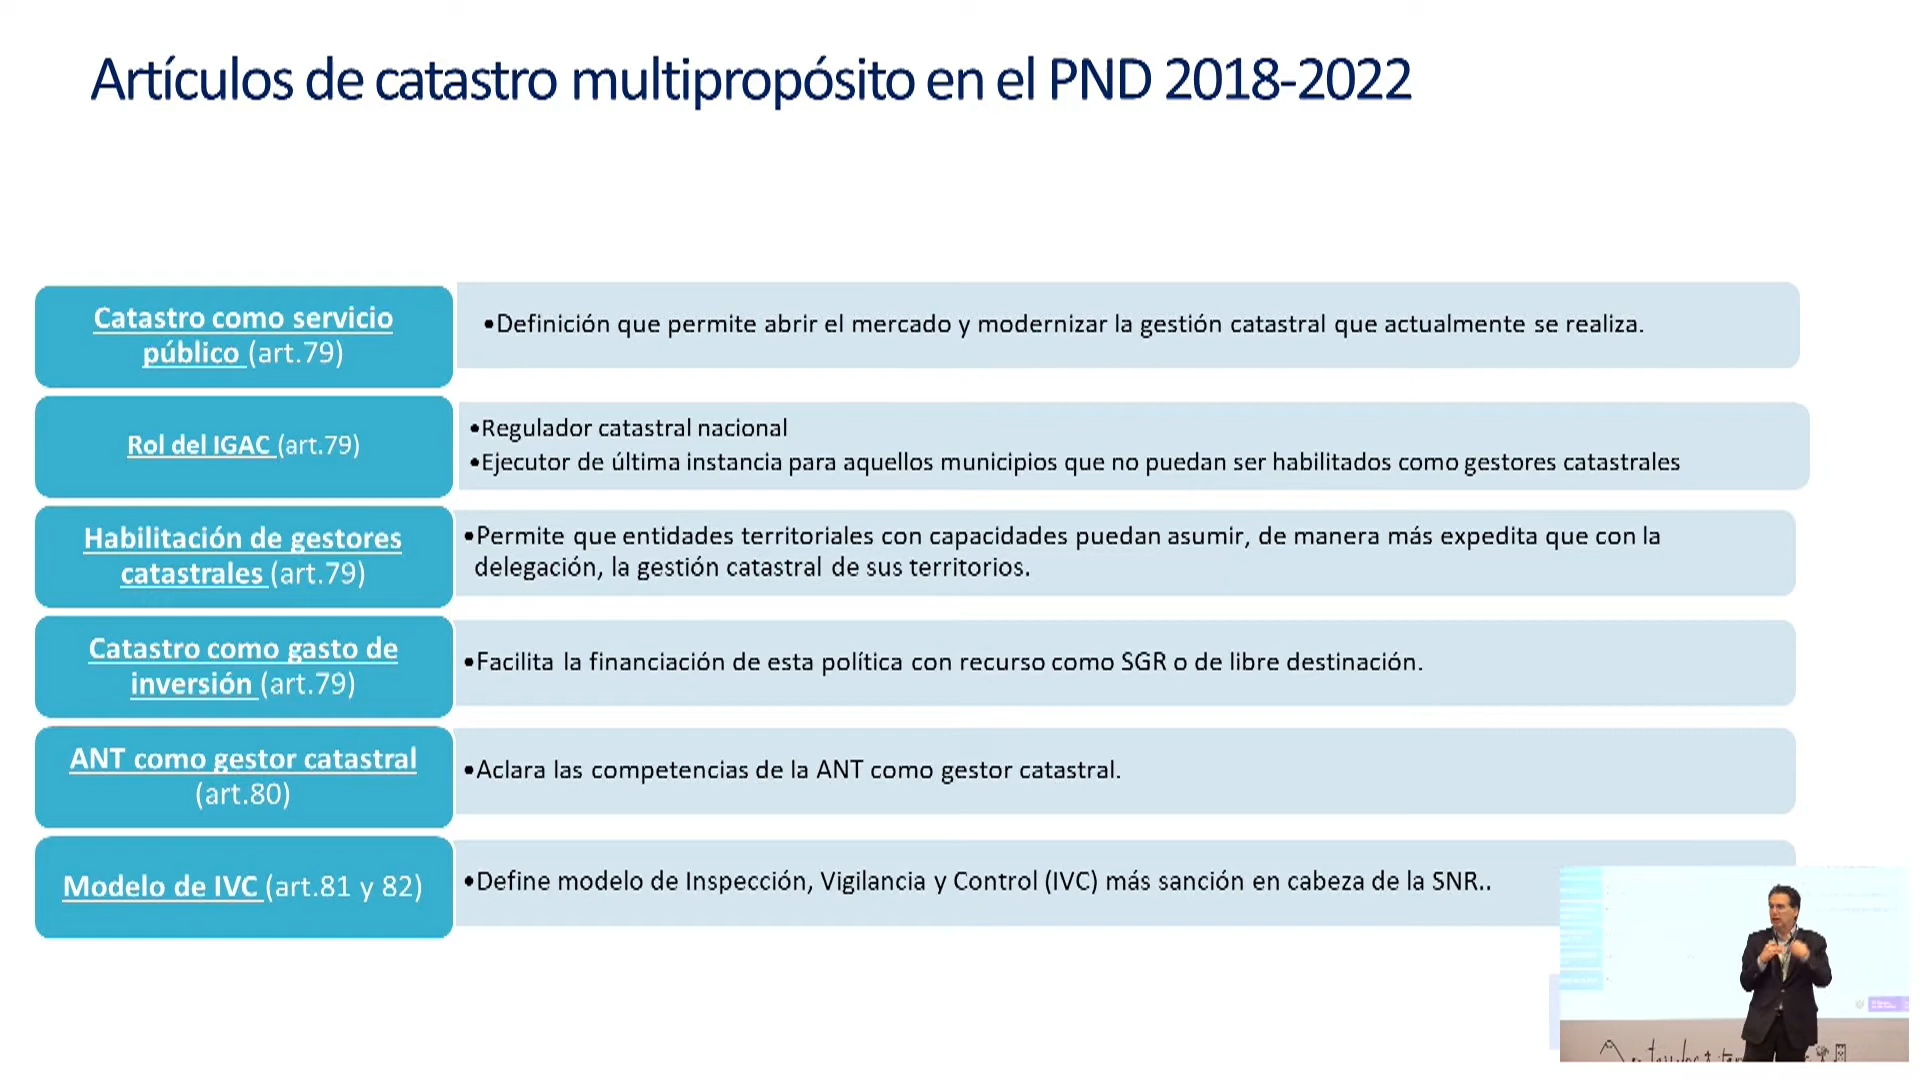 Artículos de catastro multipropósito en el PND 2018-2022
Catastro como servicio
público (art.79)
•Definición que permite abrir el mercado y modernizar la gestión catastral que actualmente se realiza.
Rol del IGAC (art.79)
•Regulador catastral nacional
•Ejecutor de última instancia para aquellos municipios que no puedan ser habilitados como gestores catastrales
Habilitación de gestores
catastrales (art.79)
•Permite que entidades territoriales con capacidades puedan asumir, de manera más expedita que con la
delegación, la gestión catastral de sus territorios.
Catastro como gasto de
inversión (art.79)
•Facilita la financiación de esta política con recurso como SGR o de libre destinación.
ANT como gestor catastral
(art.80)
•Aclara las competencias de la ANT como gestor catastral.
Modelo de IVC (art.81 y 82)
•Define modelo de Inspección, Vigilancia y Control (IVC) más sanción en cabeza de la SNR..